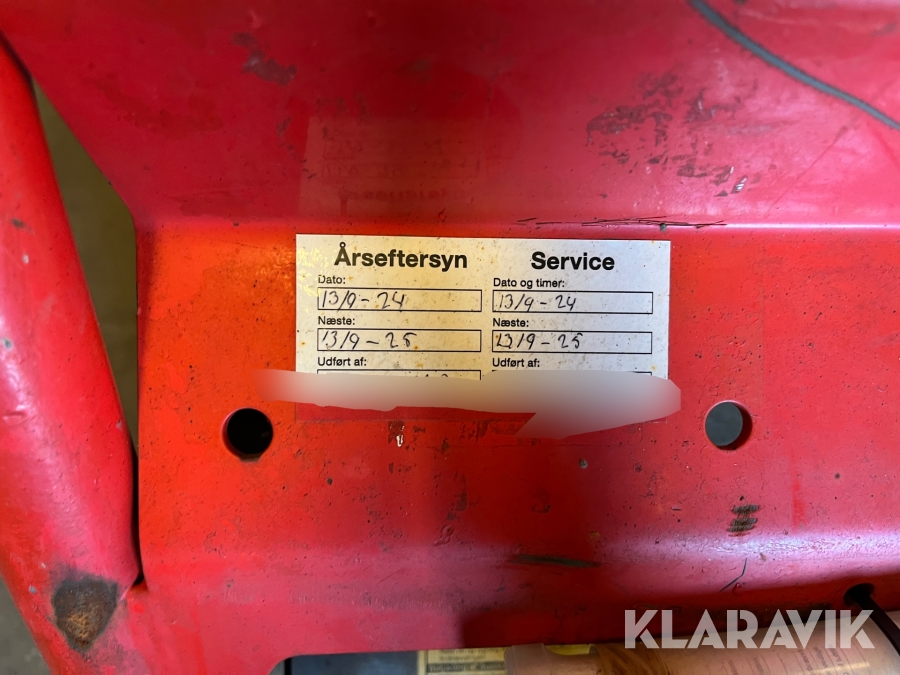 Årseftersyn
Dato:
13/9-24
Næste:
13/9-25
Udført af:
Service
Dato og timer:
13/9-24
Næste:
13/9-25
Udført af:
KLARAVIK